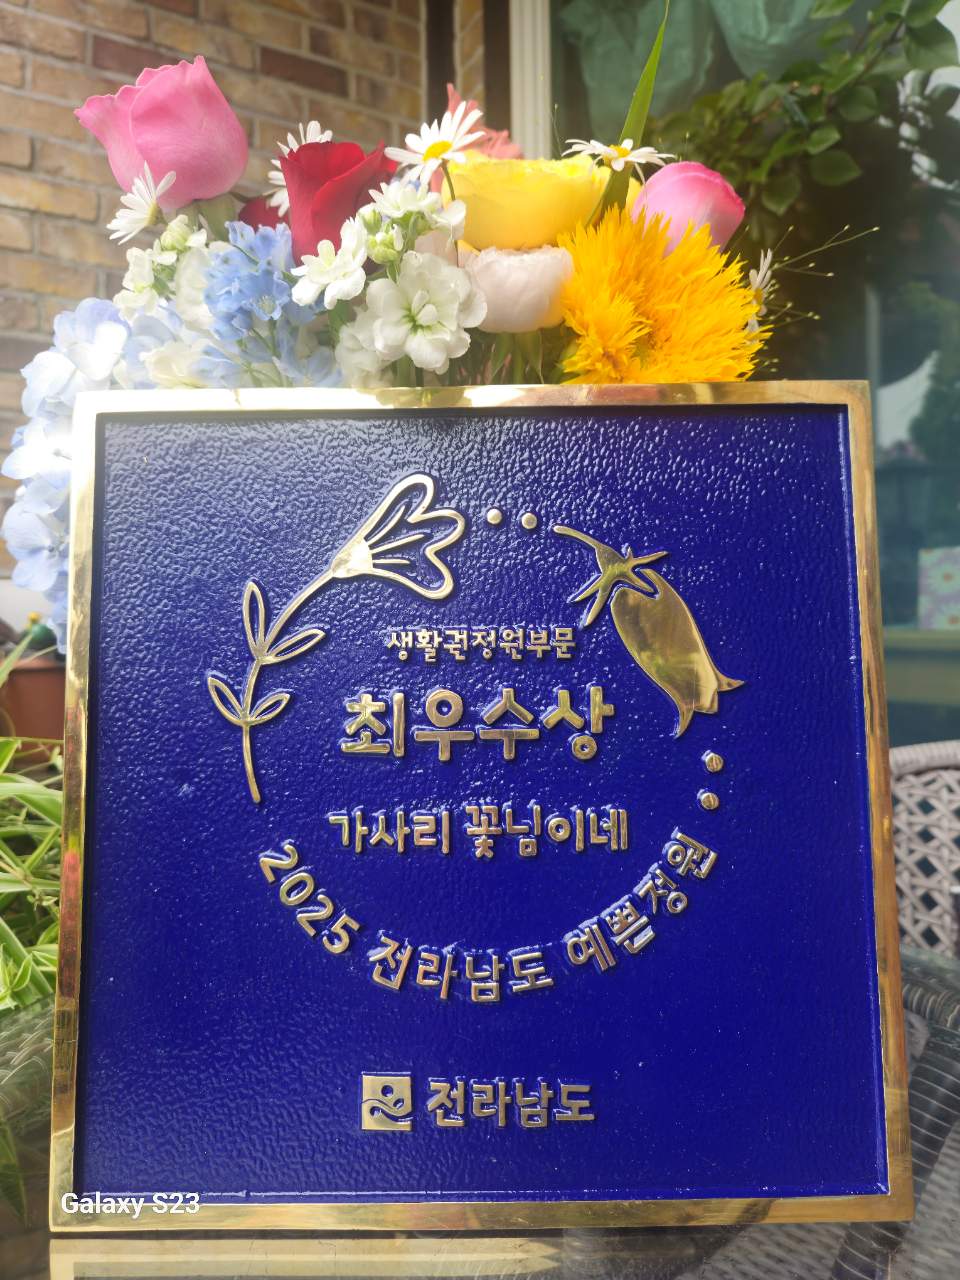 생활권정원부문
최우수상
가사리 꽃님이네
2025 전라남도 예쁜정원
전라남도
Galaxy S23